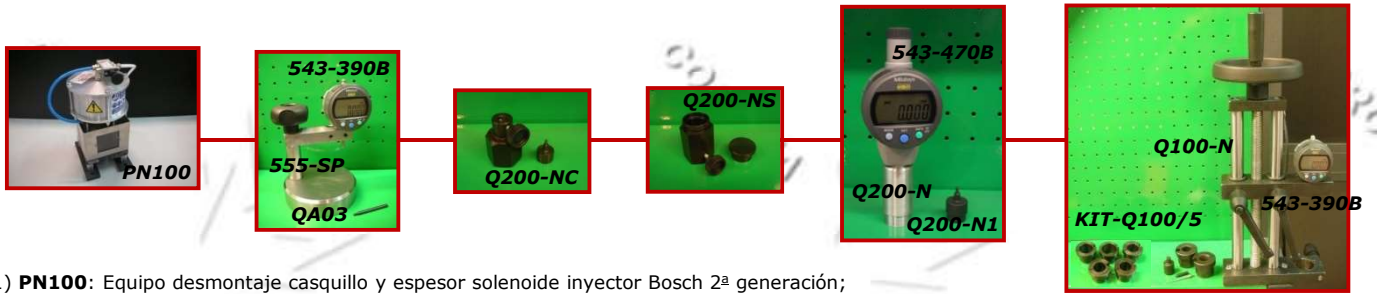 PN100
543-390B
555-SP
QA03
Q200-NC
Q200-NS
543-470B
Q200-N
Q200-N1
Q100-N
543-390B
KIT-Q100/5
) PN100: Equipo desmontaje casquillo y espesor solenoide inyector Bosch 2ª generación;